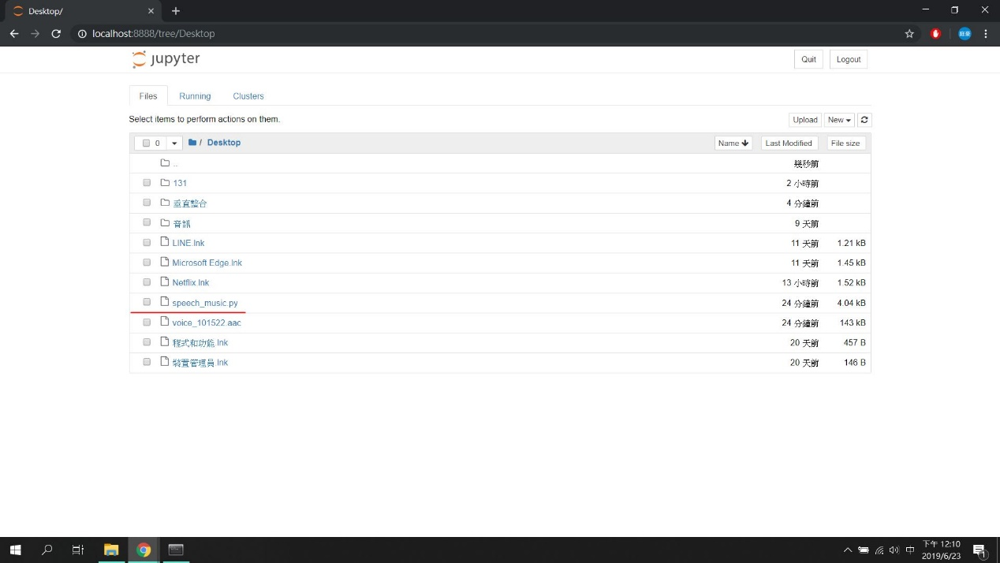 Desktop/
localhost:8888/tree/Desktop
jupyter
Quit
Logout
Files
Running
Clusters
Select items to perform actions on them.
Upload
New
0
/ Desktop
Name
Last Modified
File size
..
幾秒前
131
2 小時前
垂直整合
4 分鐘前
音訊
9 天前
LINE.lnk
11 天前
1.21 kB
Microsoft Edge.lnk
11 天前
1.45 kB
Netflix.lnk
13 小時前
1.52 kB
speech_music.py
24 分鐘前
4.04 kB
voice_101522.aac
24 分鐘前
143 kB
程式和功能.lnk
20 天前
457 B
裝置管理員.lnk
20 天前
146 B
中
下午 12:10
2019/6/23
1